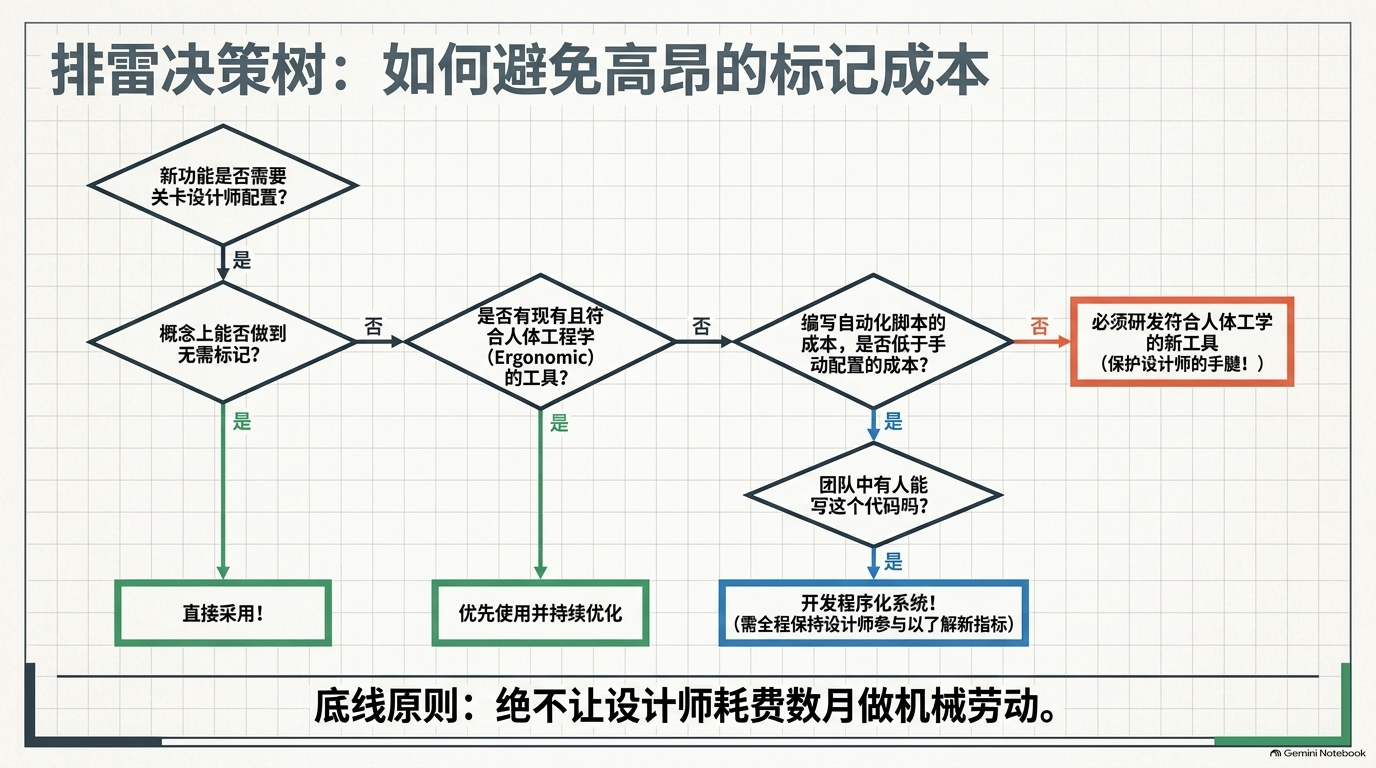 排雷决策树：如何避免高昂的标记成本
新功能是否需要
关卡设计师配置？
是
概念上能否做到
无需标记？
否
是否有现有且符
合人体工程学
（Ergonomic）
的工具？
否
编写自动化脚本的
成本，是否低于手
动配置的成本？
否
必须研发符合人体工学
的新工具
（保护设计师的手腱！）
是
是
是
团队中有人能
写这个代码吗？
是
直接采用！
优先使用并持续优化
开发程序化系统！
（需全程保持设计师参与以了解新指标）
底线原则：绝不让设计师耗费数月做机械劳动。
Gemini Notebook